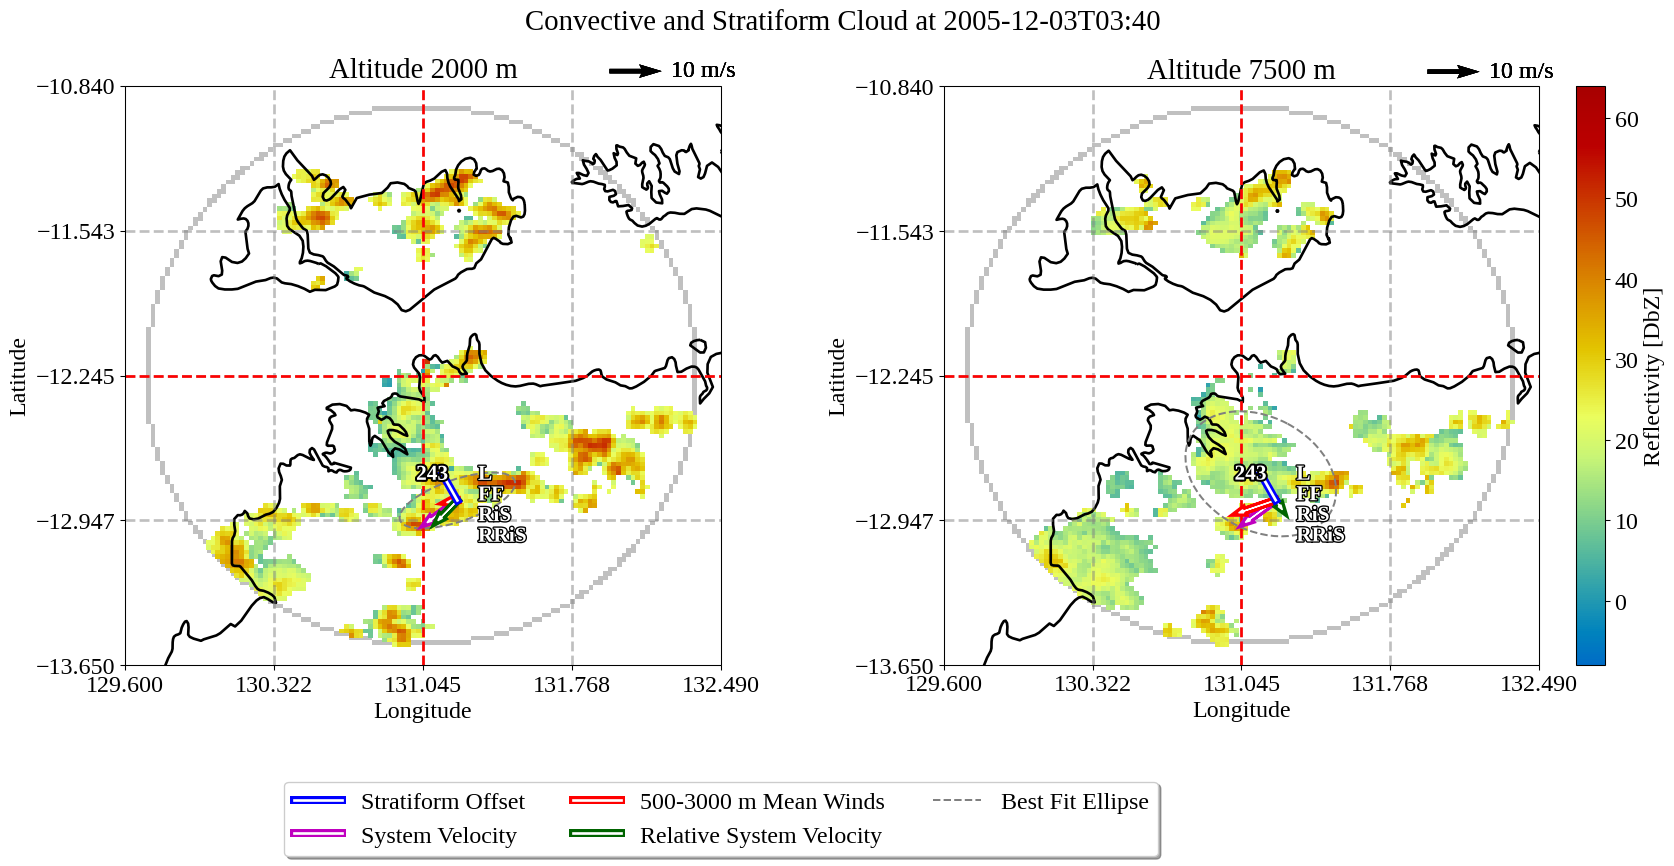 Convective and Stratiform Cloud at 2005-12-03T03:40
Altitude 2000 m
10 m/s
Altitude 7500 m
10 m/s
−10.840
−11.543
−12.245
−12.947
−13.650
Latitude
129.600
130.322
131.045
131.768
132.490
Longitude
243
L
FF
RiS
RRiS
−10.840
−11.543
−12.245
−12.947
−13.650
Latitude
129.600
130.322
131.045
131.768
132.490
Longitude
243
L
FF
RiS
RRiS
60
50
40
30
20
10
0
Reflectivity [DbZ]
Stratiform Offset
500-3000 m Mean Winds
Best Fit Ellipse
System Velocity
Relative System Velocity